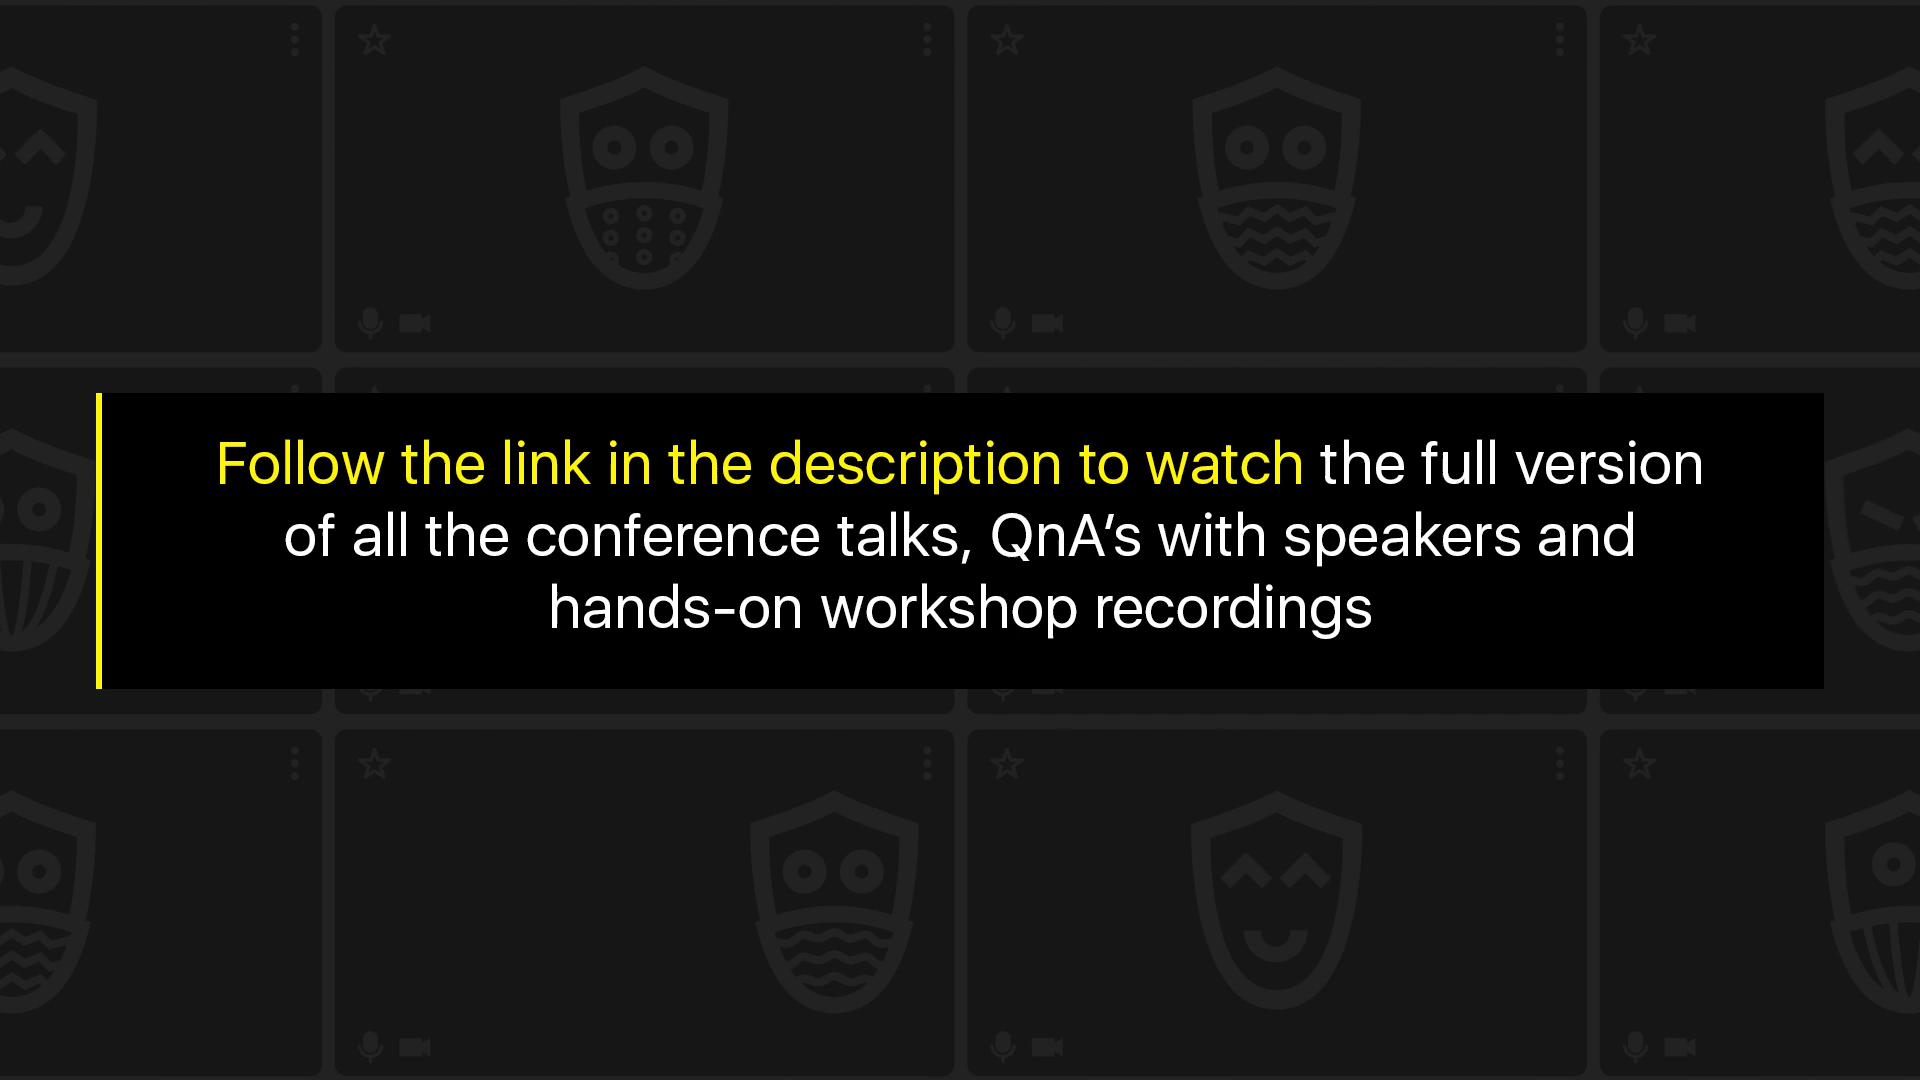 Follow the link in the description to watch the full version
of all the conference talks, QnA’s with speakers and
hands-on workshop recordings